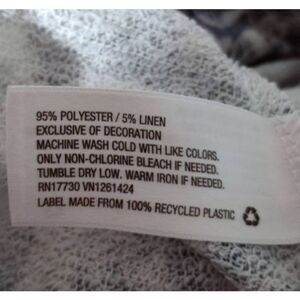 95% POLYESTER / 5% LINEN
EXCLUSIVE OF DECORATION
MACHINE WASH COLD WITH LIKE COLORS.
ONLY NON-CHLORINE BLEACH IF NEEDED.
TUMBLE DRY LOW. WARM IRON IF NEEDED.
RN17730 VN1261424
LABEL MADE FROM 100% RECYCLED PLASTIC